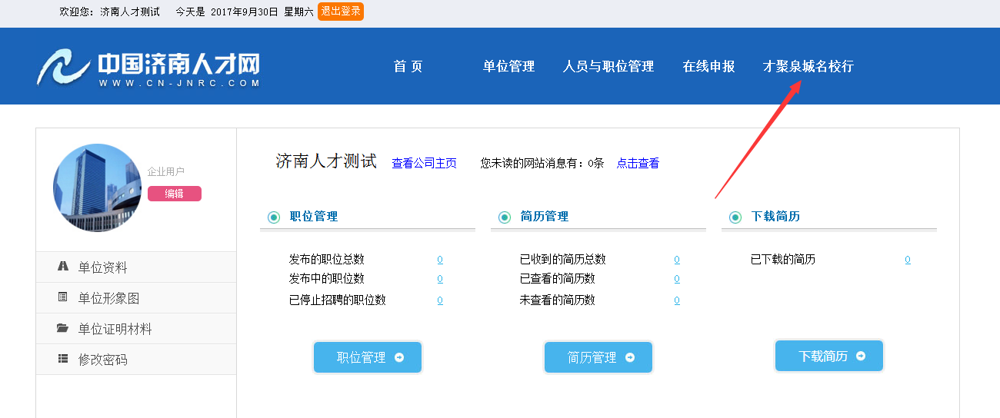 欢迎您：济南人才测试 今天是 2017年9月30日 星期六 退出登录
中国济南人才网
WWW.CN-JNRC.COM
首 页 单位管理 人员与职位管理 在线申报 才聚泉城名校行
企业用户
编辑
单位资料
单位形象图
单位证明材料
修改密码
济南人才测试 查看公司主页 您未读的网站消息有：0条 点击查看
职位管理
发布的职位总数 0
发布中的职位数 0
已停止招聘的职位数 0
职位管理
简历管理
已收到的简历总数 0
已查看的简历数 0
未查看的简历数 0
简历管理
下载简历
已下载的简历 0
下载简历